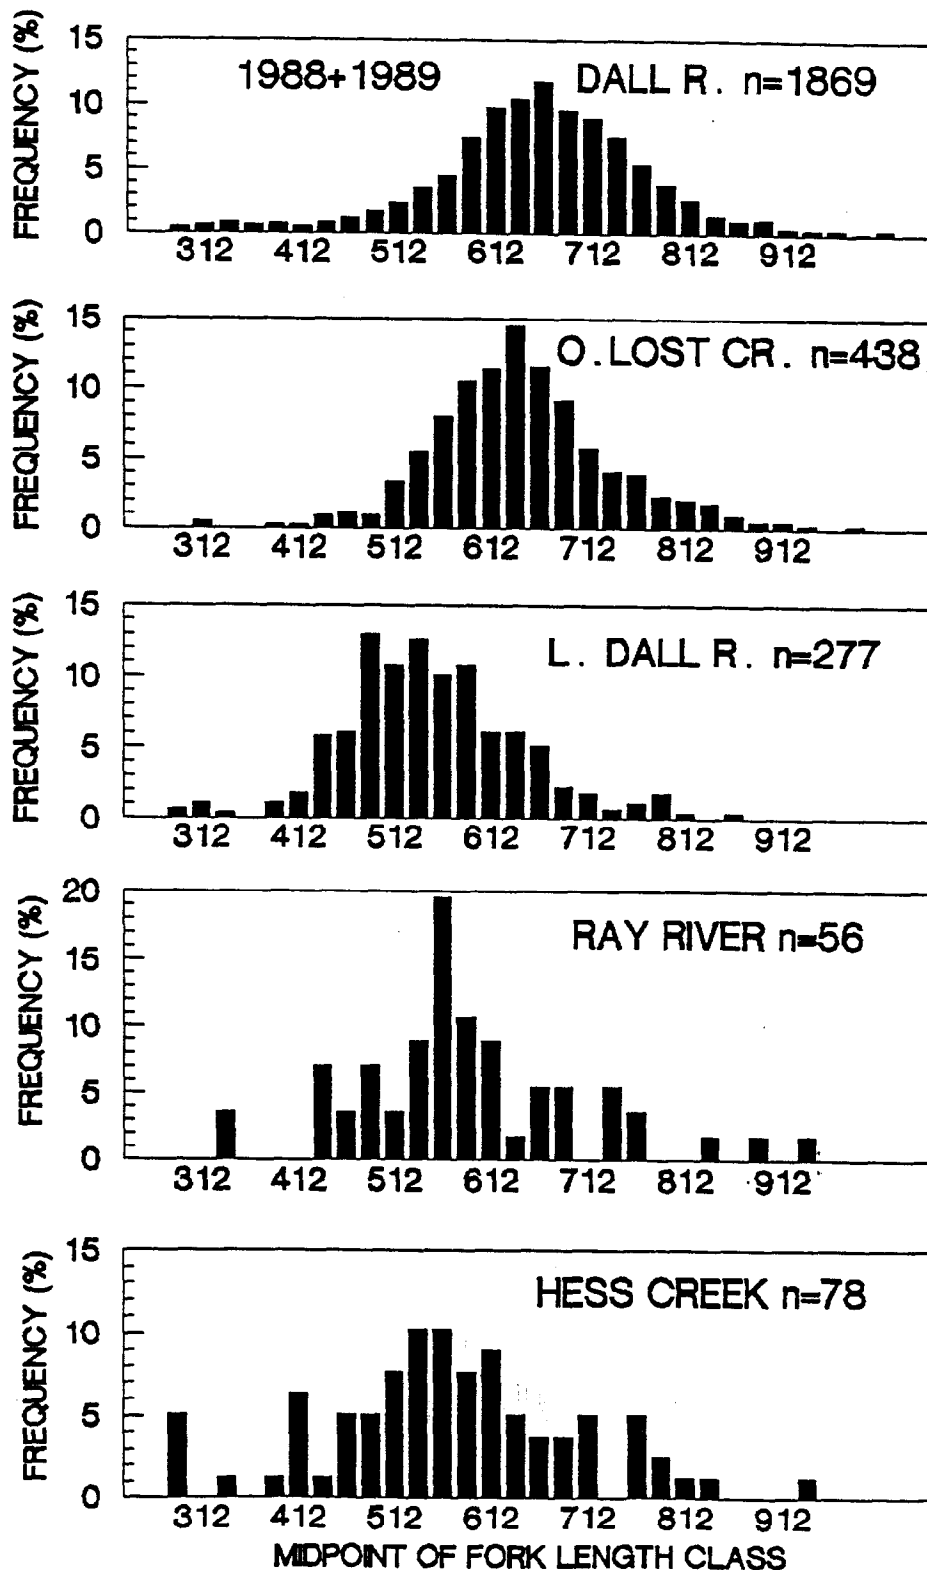 FREQUENCY (%)
15
10
5
0
1988+1989
DALL R. n=1869
312 412 512 612 712 812 912
FREQUENCY (%)
15
10
5
0
O.LOST CR. n=438
312 412 512 612 712 812 912
FREQUENCY (%)
15
10
5
0
L. DALL R. n=277
312 412 512 612 712 812 912
FREQUENCY (%)
20
15
10
5
0
RAY RIVER n=56
312 412 512 612 712 812 912
FREQUENCY (%)
15
10
5
0
HESS CREEK n=78
312 412 512 612 712 812 912
MIDPOINT OF FORK LENGTH CLASS